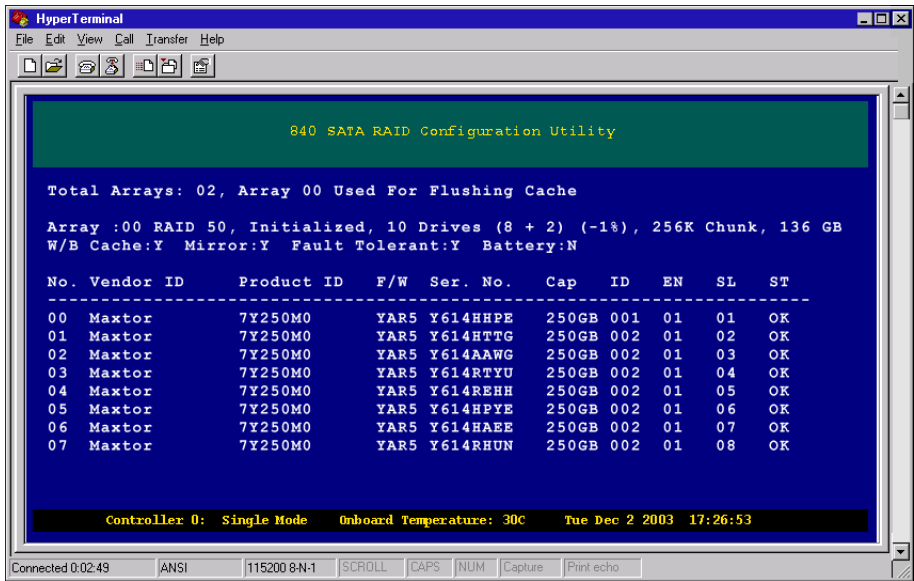 HyperTerminal
File Edit View Call Transfer Help
840 SATA RAID Configuration Utility
Total Arrays: 02, Array 00 Used For Flushing Cache
Array :00 RAID 50, Initialized, 10 Drives (8 + 2) (-1%), 256K Chunk, 136 GB
W/B Cache:Y Mirror:Y Fault Tolerant:Y Battery:N
No. Vendor ID Product ID F/W Ser. No. Cap ID EN SL ST
00 Maxtor 7Y250M0 YAR5 Y614HHPE 250GB 001 01 01 OK
01 Maxtor 7Y250M0 YAR5 Y614HTTG 250GB 002 01 02 OK
02 Maxtor 7Y250M0 YAR5 Y614AAWG 250GB 002 01 03 OK
03 Maxtor 7Y250M0 YAR5 Y614RTYU 250GB 002 01 04 OK
04 Maxtor 7Y250M0 YAR5 Y614REHH 250GB 002 01 05 OK
05 Maxtor 7Y250M0 YAR5 Y614HPYE 250GB 002 01 06 OK
06 Maxtor 7Y250M0 YAR5 Y614HAEE 250GB 002 01 07 OK
07 Maxtor 7Y250M0 YAR5 Y614RHUN 250GB 002 01 08 OK
Controller 0: Single Mode Onboard Temperature: 30C Tue Dec 2 2003 17:26:53
Connected 0:02:49 ANSI 115200 8-N-1 SCROLL CAPS NUM Capture Print echo